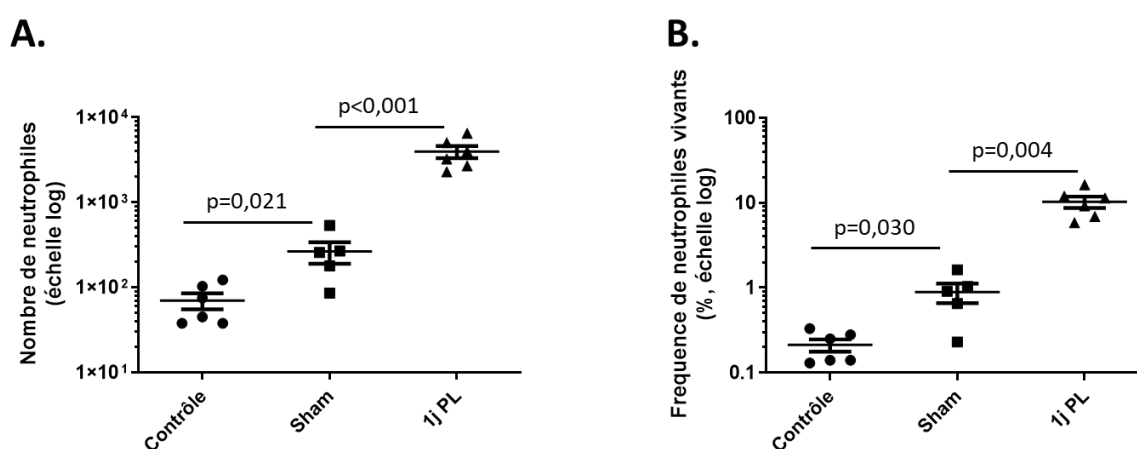 A.
Nombre de neutrophiles
(échelle log)
1×10⁴
1×10³
1×10²
1×10¹
p<0,001
p=0,021
Contrôle
Sham
1j PL
B.
Fréquence de neutrophiles vivants
(%, échelle log)
100
10
1
0.1
p=0,004
p=0,030
Contrôle
Sham
1j PL